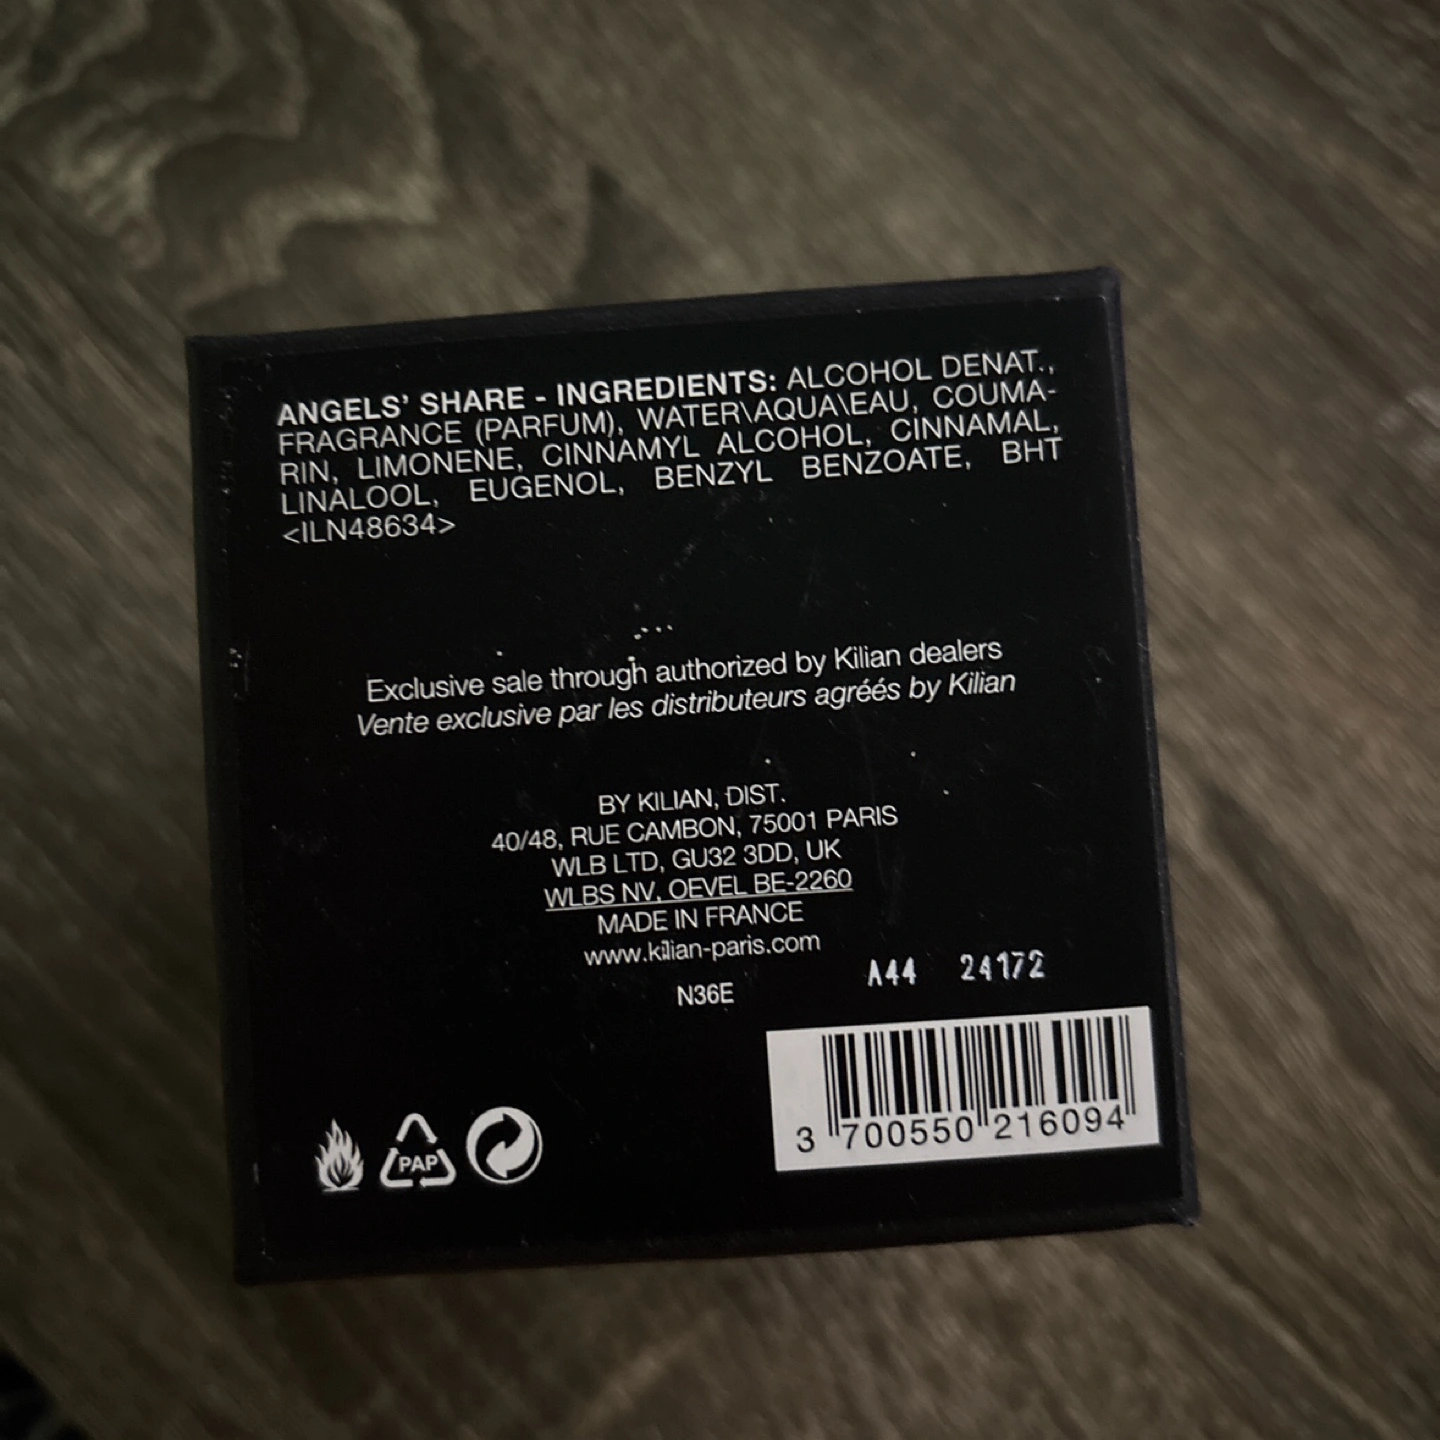 ANGELS' SHARE - INGREDIENTS: ALCOHOL DENAT.,
FRAGRANCE (PARFUM), WATER\AQUA\EAU, COUMA-
RIN, LIMONENE, CINNAMYL ALCOHOL, CINNAMAL,
LINALOOL, EUGENOL, BENZYL BENZOATE, BHT
<ILN48634>
Exclusive sale through authorized by Kilian dealers
Vente exclusive par les distributeurs agréés by Kilian
BY KILIAN, DIST.
40/48, RUE CAMBON, 75001 PARIS
WLB LTD, GU32 3DD, UK
WLBS NV, OEVEL BE-2260
MADE IN FRANCE
www.kilian-paris.com
N36E
A44 24172
PAP
3 700550 216094